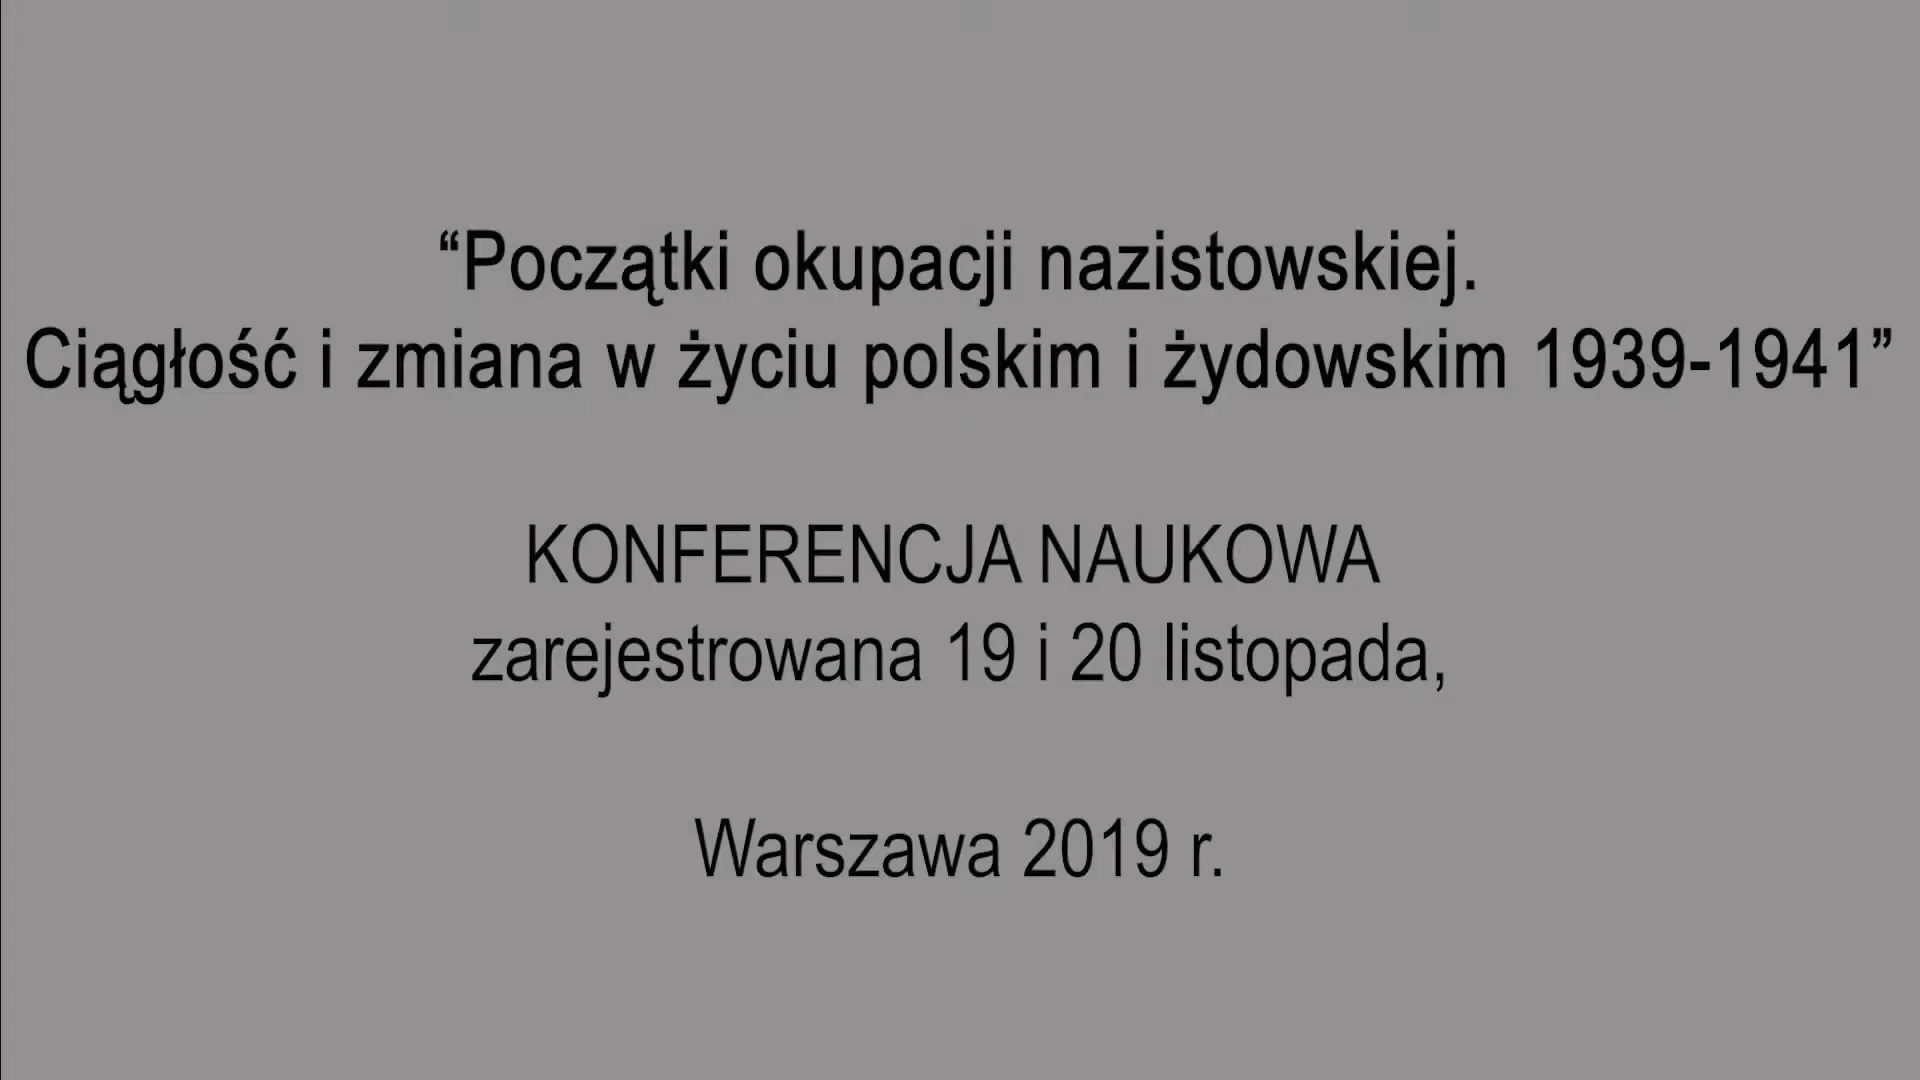 “Początki okupacji nazistowskiej.
Ciągłość i zmiana w życiu polskim i żydowskim 1939-1941”
KONFERENCJA NAUKOWA
zarejestrowana 19 i 20 listopada,
Warszawa 2019 r.